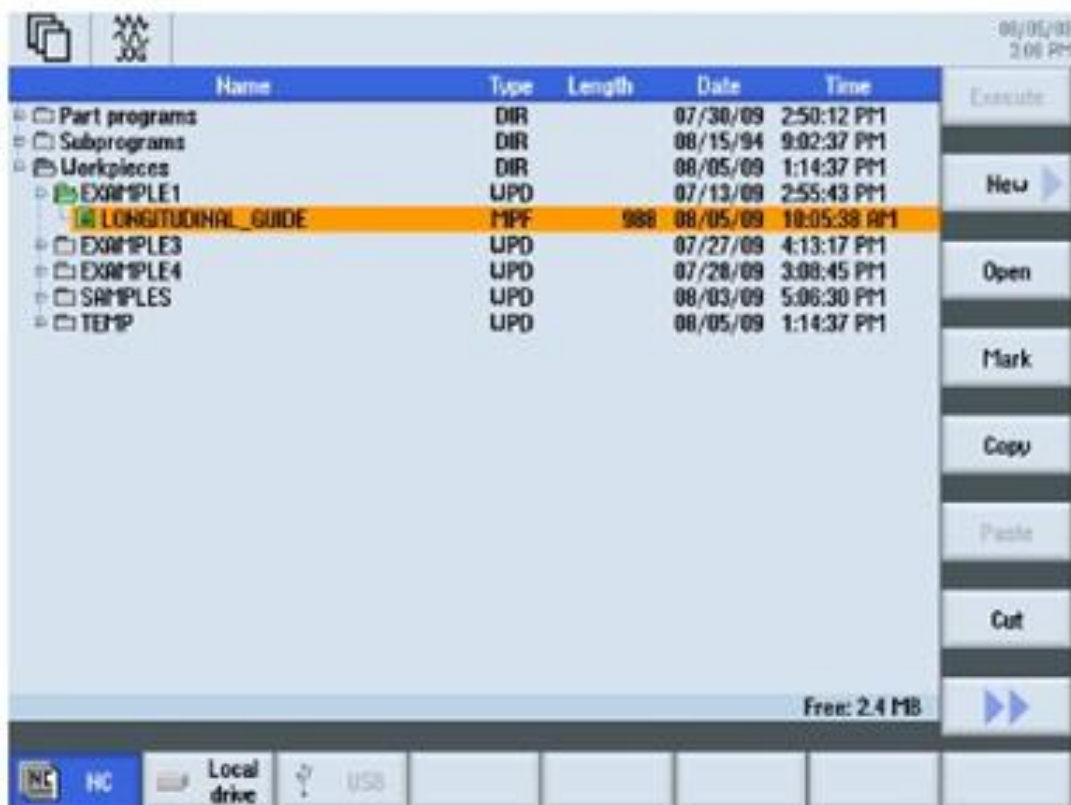 JOG
08/05/09
2:06 PM
Name Type Length Date Time
Part programs DIR 07/30/09 2:50:12 PM
Subprograms DIR 08/15/94 9:02:37 PM
Workpieces DIR 08/05/09 1:14:37 PM
EXAMPLE1 WPD 07/13/09 2:55:43 PM
LONGITUDINAL_GUIDE MPF 988 08/05/09 10:05:38 AM
EXAMPLE3 WPD 07/27/09 4:13:17 PM
EXAMPLE4 WPD 07/28/09 3:08:45 PM
SAMPLES WPD 08/03/09 5:06:30 PM
TEMP WPD 08/05/09 1:14:37 PM
Free: 2.4 MB
Execute
New
Open
Mark
Copy
Paste
Cut
NC NC
Local drive
USB